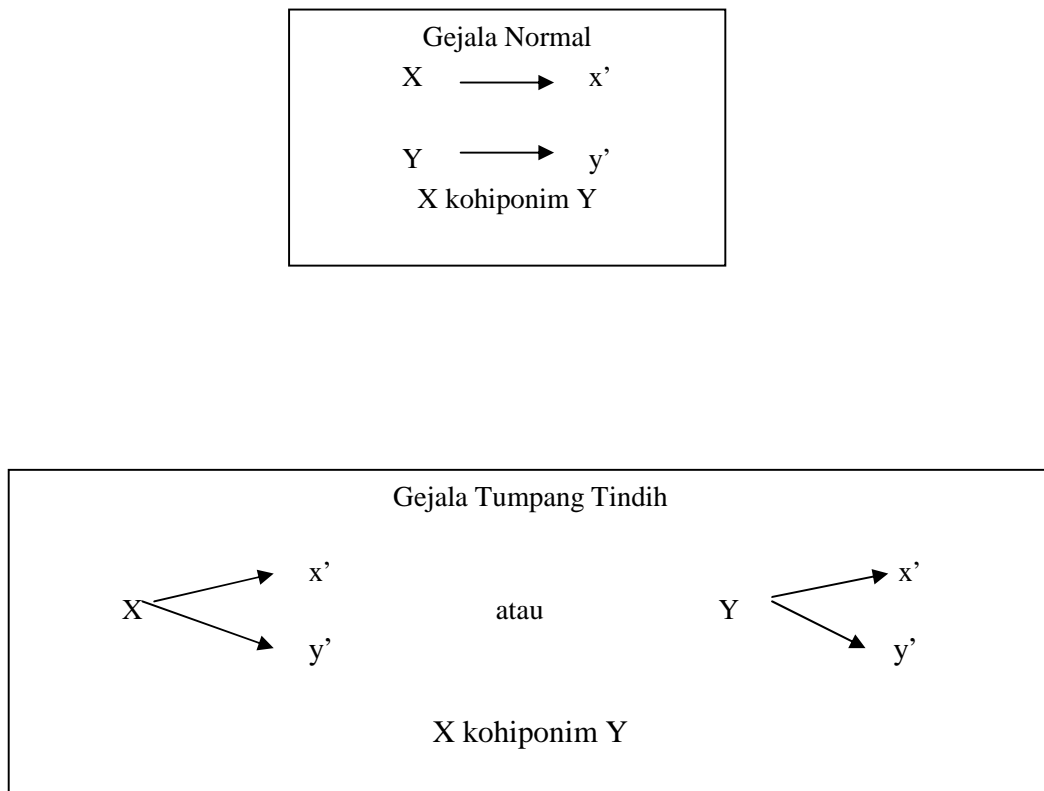 Gejala Normal
X x’
Y y’
X kohiponim Y
Gejala Tumpang Tindih
x’ x’
X atau Y
y’ y’
X kohiponim Y